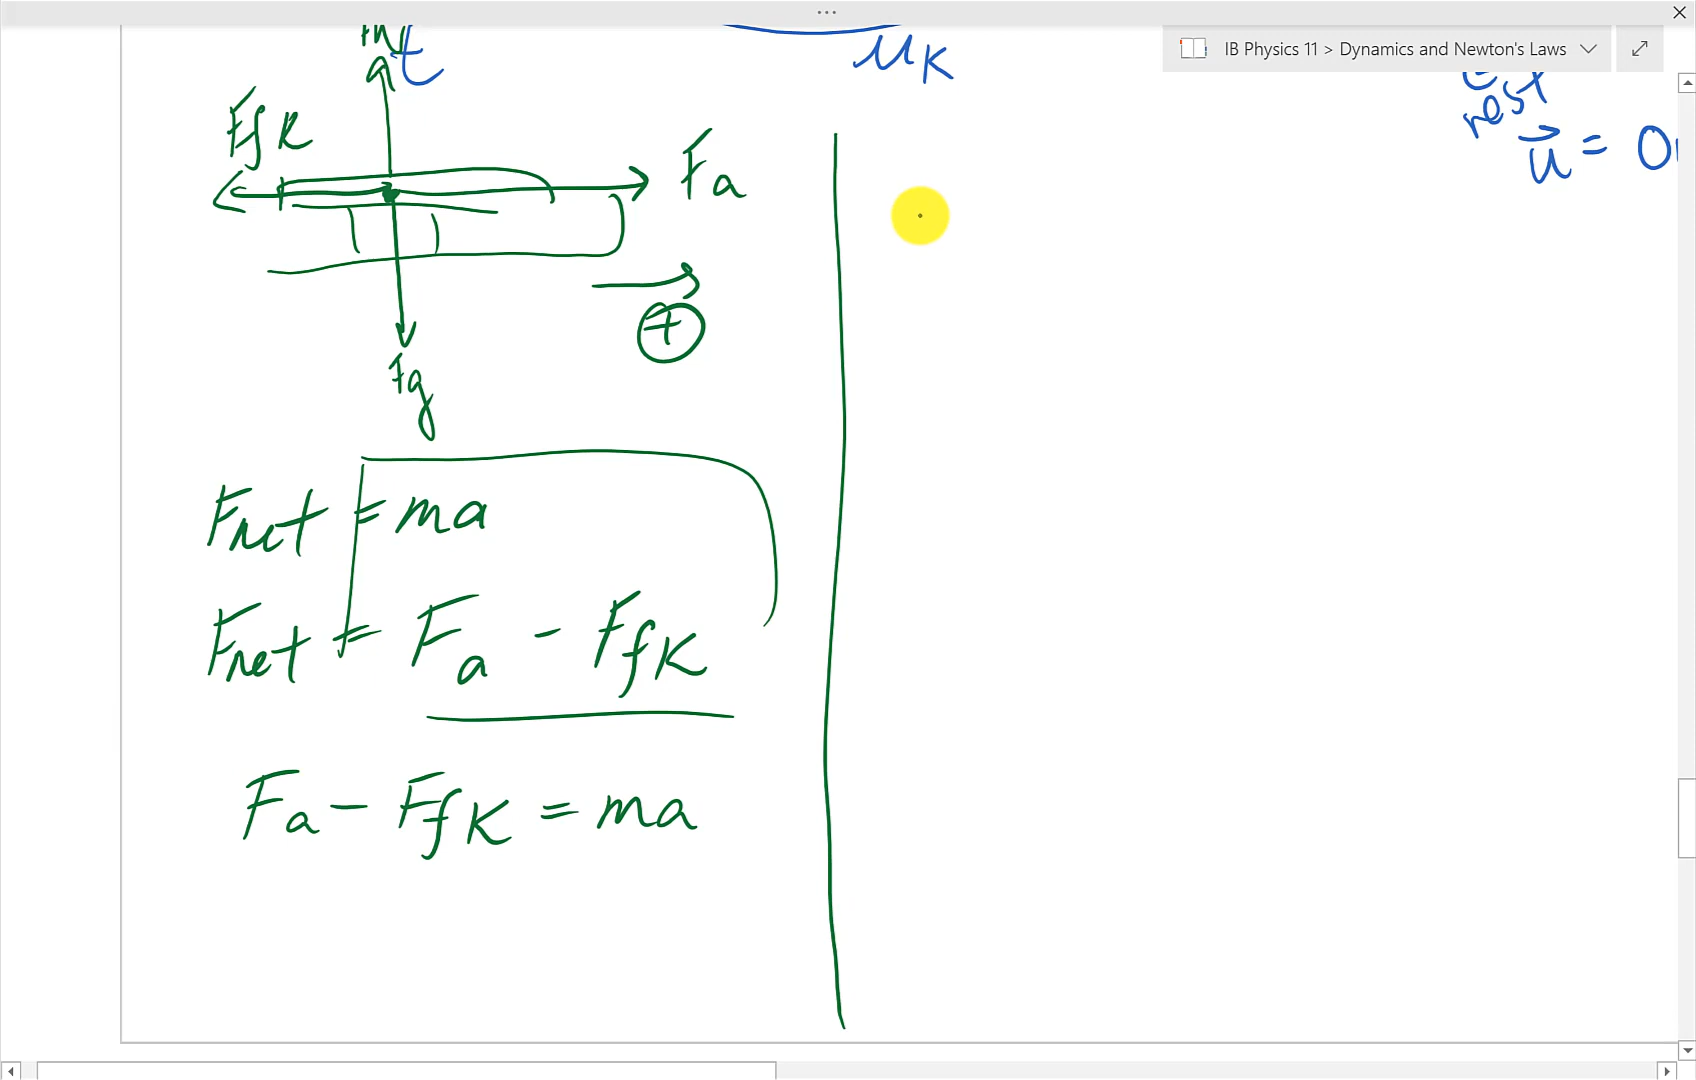 IB Physics 11 > Dynamics and Newton's Laws
t
μK
rest
u = 0
FfK
Fa
+
Fg
Fnet = ma
Fnet = Fa - FfK
Fa - FfK = ma